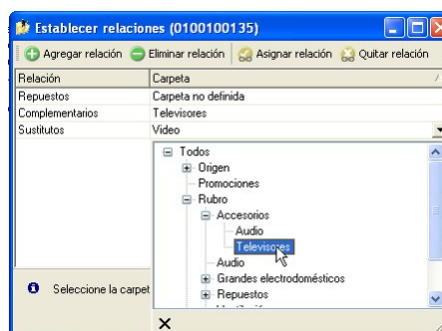 Establecer relaciones (0100100135)
Agregar relación Eliminar relación Asignar relación Quitar relación
Relación Carpeta
Repuestos Carpeta no definida
Complementarios Televisores
Sustitutos Video
Todos
Origen
Promociones
Rubro
Accesorios
Audio
Televisores
Audio
Grandes electrodomésticos
Repuestos
Seleccione la carpet